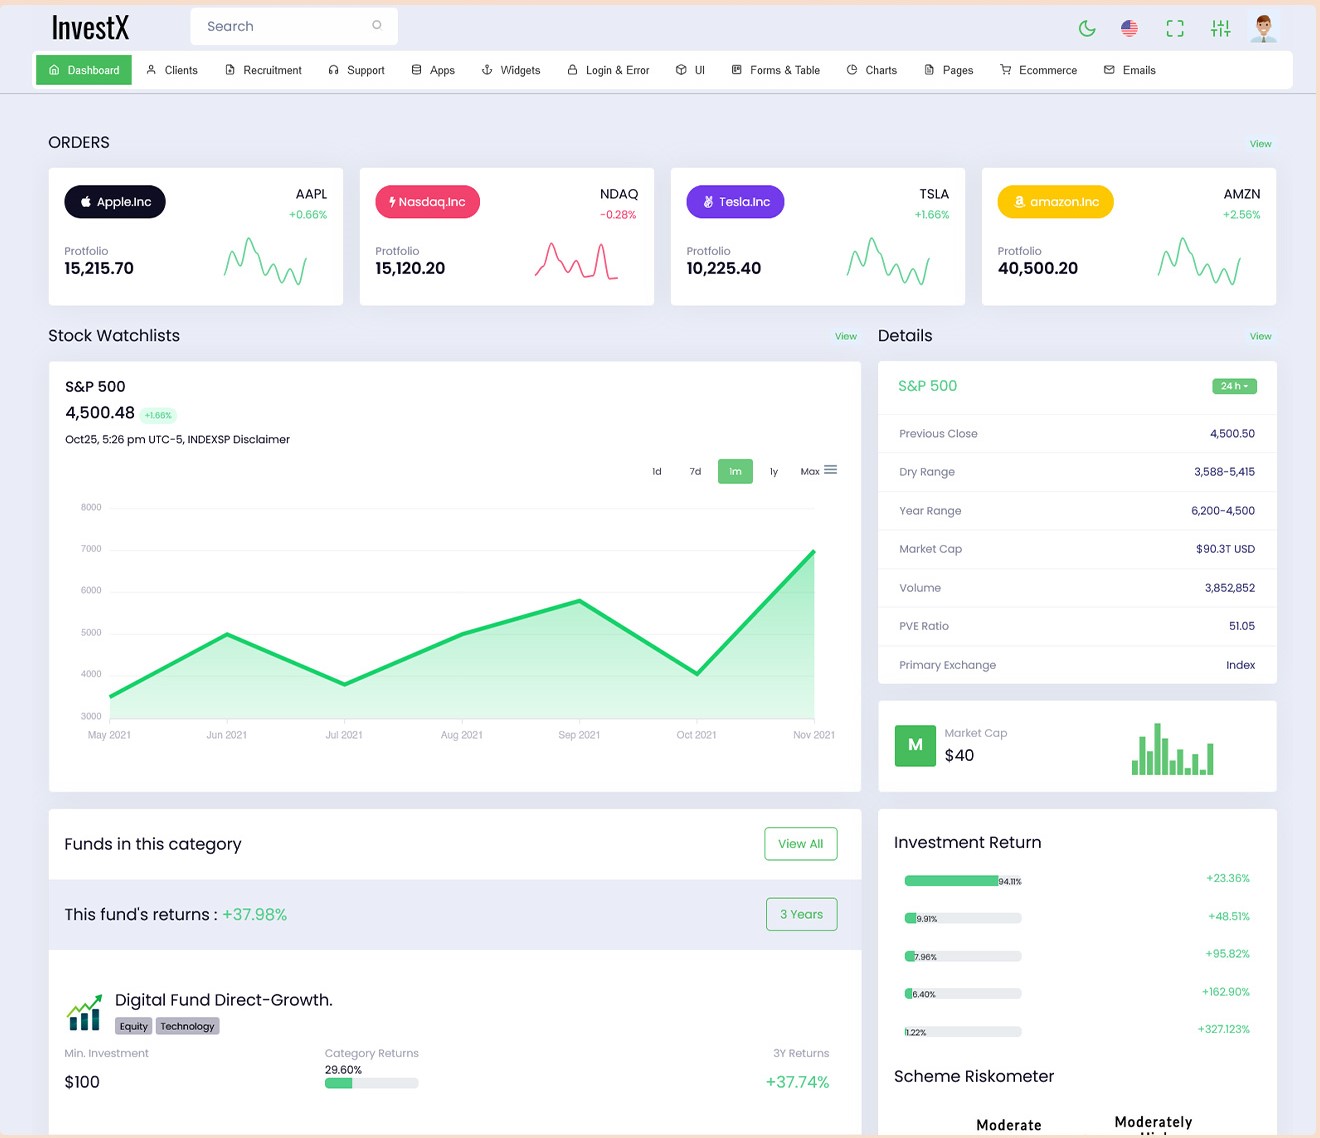 InvestX
Search
Dashboard Clients Recruitment Support Apps Widgets Login & Error UI Forms & Table Charts Pages Ecommerce Emails
ORDERS View
Apple.Inc AAPL
+0.66%
Protfolio
15,215.70
Nasdaq.Inc NDAQ
-0.28%
Protfolio
15,120.20
Tesla.Inc TSLA
+1.66%
Protfolio
10,225.40
amazon.inc AMZN
+2.56%
Protfolio
40,500.20
Stock Watchlists View
S&P 500
4,500.48 +1.66%
Oct25, 5:26 pm UTC-5, INDEXSP Disclaimer
1d 7d 1m 1y Max
8000
7000
6000
5000
4000
3000
May 2021 Jun 2021 Jul 2021 Aug 2021 Sep 2021 Oct 2021 Nov 2021
Details View
S&P 500 24 h
Previous Close 4,500.50
Dry Range 3,588-5,415
Year Range 6,200-4,500
Market Cap $90.3T USD
Volume 3,852,852
PVE Ratio 51.05
Primary Exchange Index
M
Market Cap
$40
Funds in this category View All
This fund's returns : +37.98% 3 Years
Digital Fund Direct-Growth.
Equity Technology
Min. Investment
$100
Category Returns
29.60%
3Y Returns
+37.74%
Investment Return
94.11% +23.36%
9.91% +48.51%
7.96% +95.82%
6.40% +162.90%
1.22% +327.123%
Scheme Riskometer
Moderate
Moderately